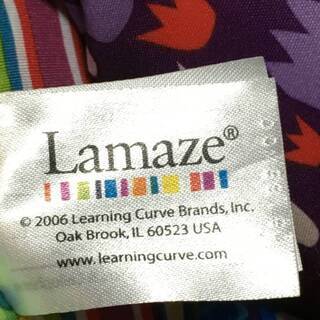 Lamaze®
© 2006 Learning Curve Brands, Inc.
Oak Brook, IL 60523 USA
www.learningcurve.com